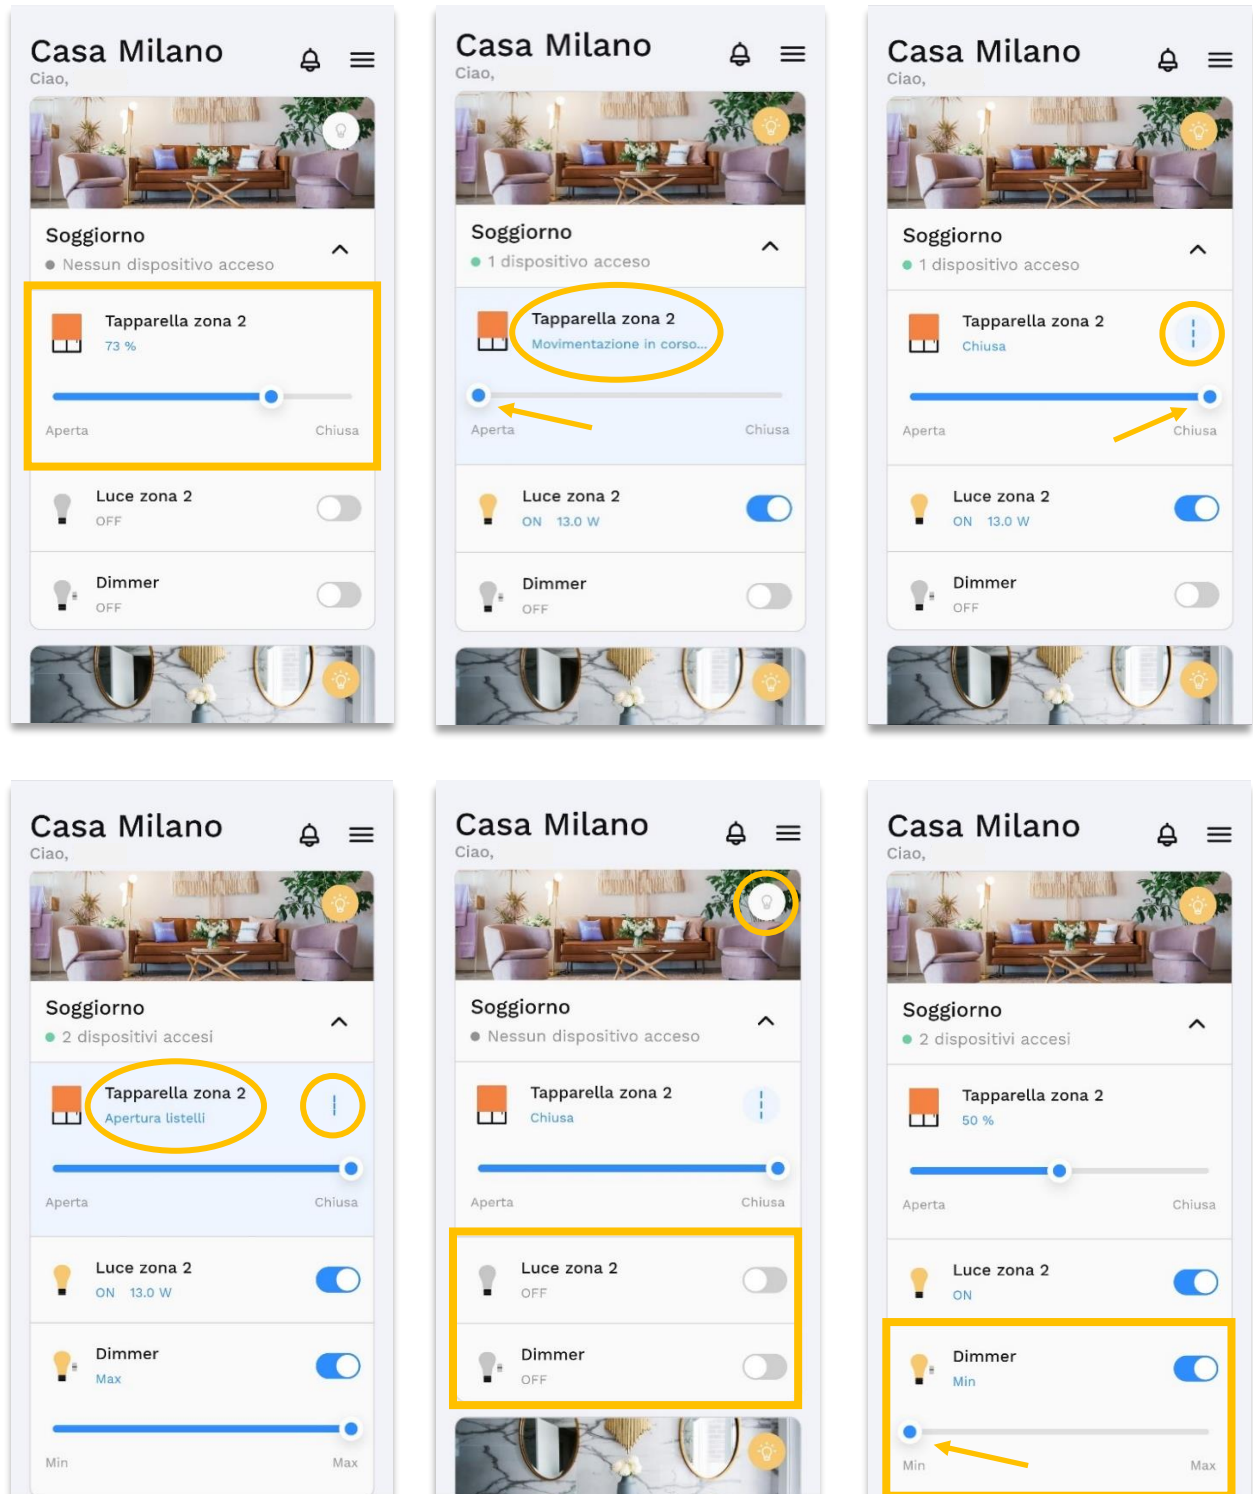 Casa Milano
Ciao,
Soggiorno
Nessun dispositivo acceso
Tapparella zona 2
73 %
Aperta
Chiusa
Luce zona 2
OFF
Dimmer
OFF
Casa Milano
Ciao,
Soggiorno
1 dispositivo acceso
Tapparella zona 2
Movimentazione in corso...
Aperta
Chiusa
Luce zona 2
ON 13.0 W
Dimmer
OFF
Casa Milano
Ciao,
Soggiorno
1 dispositivo acceso
Tapparella zona 2
Chiusa
Aperta
Chiusa
Luce zona 2
ON 13.0 W
Dimmer
OFF
Casa Milano
Ciao,
Soggiorno
2 dispositivi accesi
Tapparella zona 2
Apertura listelli
Aperta
Chiusa
Luce zona 2
ON 13.0 W
Dimmer
Max
Min
Max
Casa Milano
Ciao,
Soggiorno
Nessun dispositivo acceso
Tapparella zona 2
Chiusa
Aperta
Chiusa
Luce zona 2
OFF
Dimmer
OFF
Casa Milano
Ciao,
Soggiorno
2 dispositivi accesi
Tapparella zona 2
50 %
Aperta
Chiusa
Luce zona 2
ON
Dimmer
Min
Min
Max